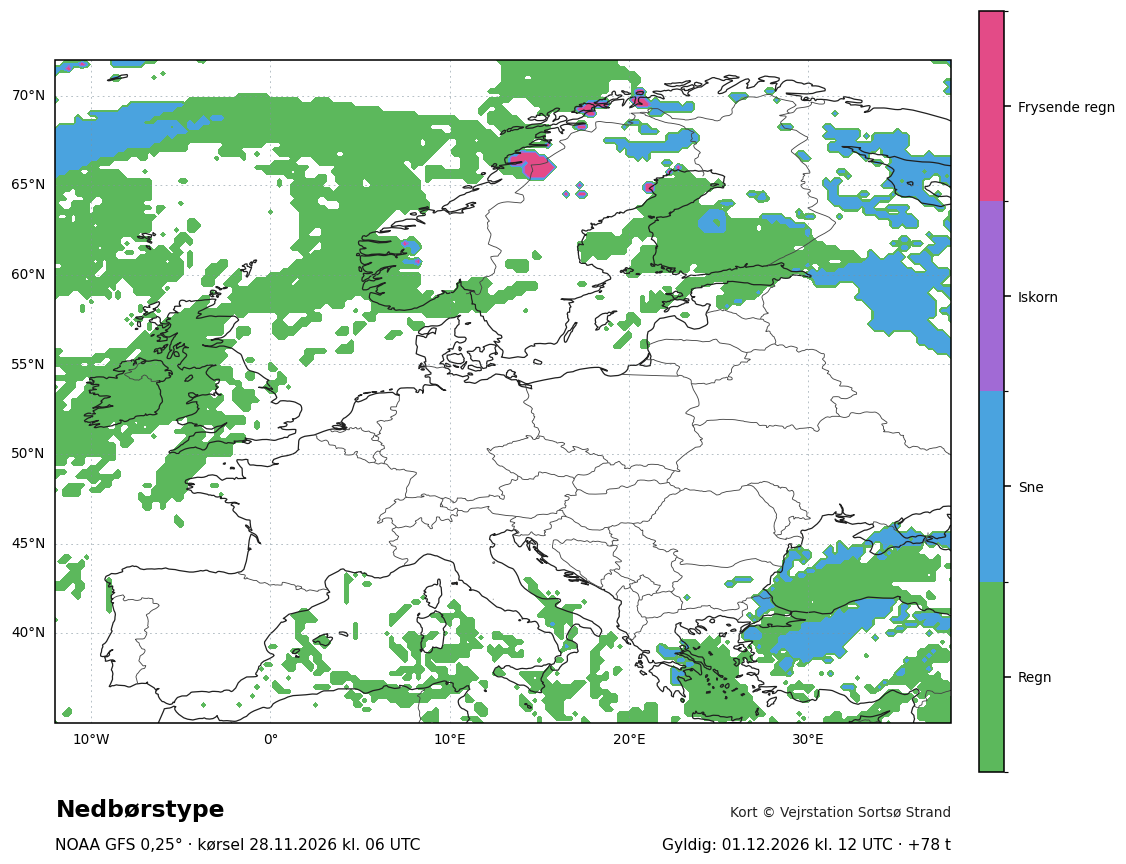 Frysende regn
Iskorn
Sne
Regn
70°N
65°N
60°N
55°N
50°N
45°N
40°N
10°W
0°
10°E
20°E
30°E
Nedbørstype
Kort © Vejrstation Sortsø Strand
NOAA GFS 0,25° · kørsel 28.11.2026 kl. 06 UTC
Gyldig: 01.12.2026 kl. 12 UTC · +78 t